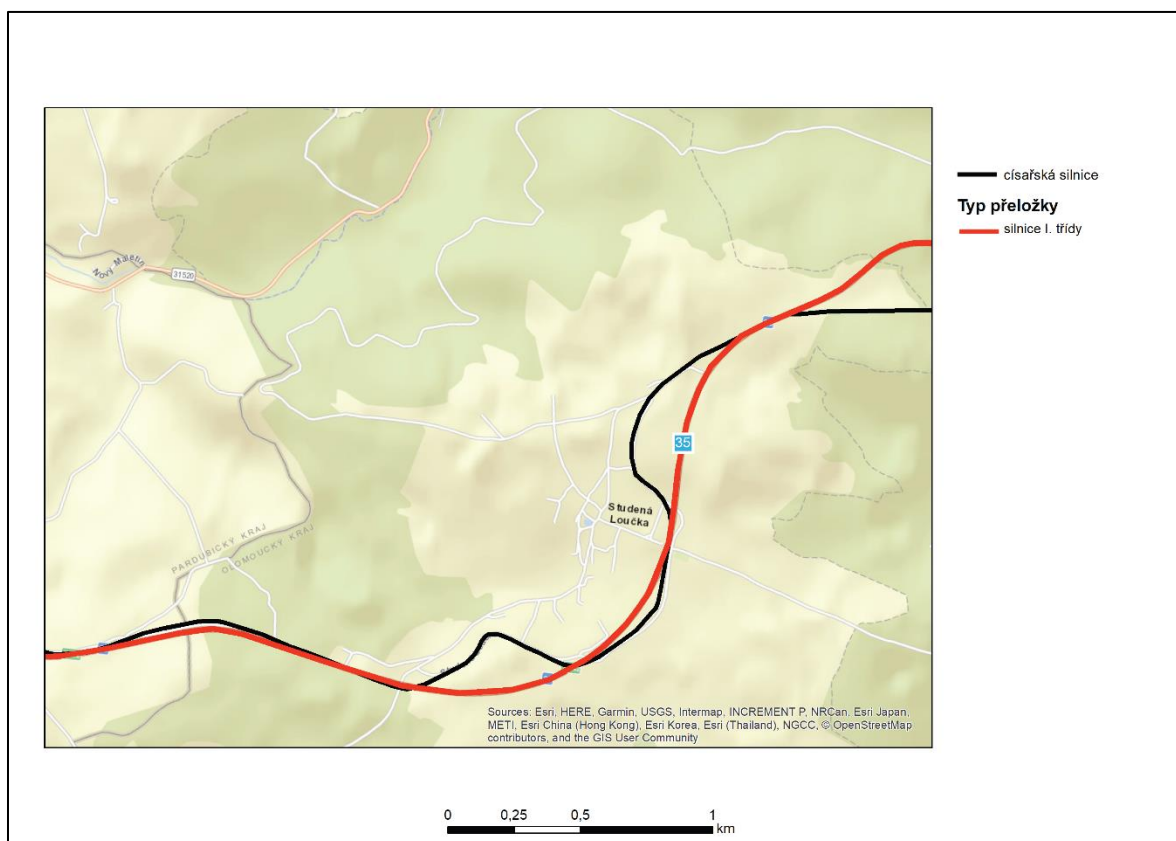 císařská silnice
Typ přeložky
silnice I. třídy
Nový Maletín
31520
35
Studená
Loučka
PARDUBICKÝ KRAJ
OLOMOUCKÝ KRAJ
Sources: Esri, HERE, Garmin, USGS, Intermap, INCREMENT P, NRCan, Esri Japan,
METI, Esri China (Hong Kong), Esri Korea, Esri (Thailand), NGCC, © OpenStreetMap
contributors, and the GIS User Community
0 0,25 0,5 1
km